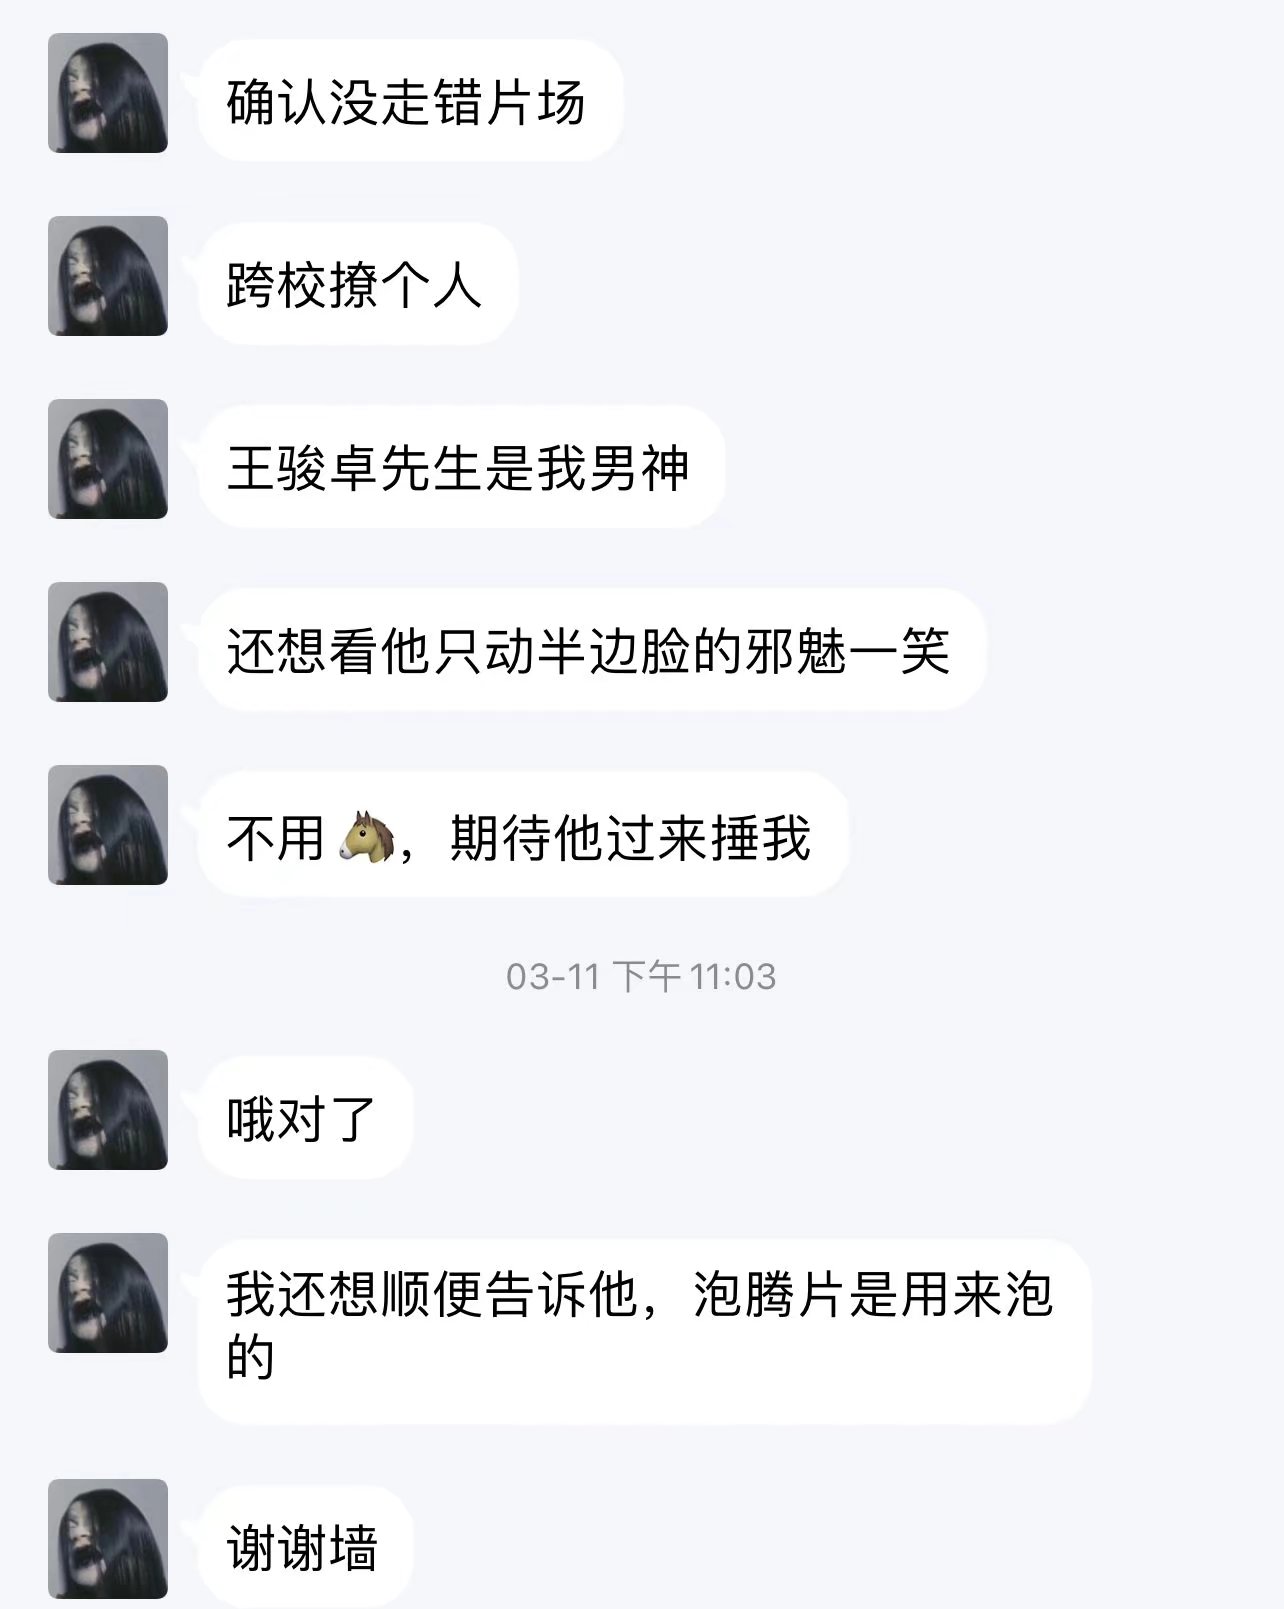 确认没走错片场
跨校撩个人
王骏卓先生是我男神
还想看他只动半边脸的邪魅一笑
不用🐴，期待他过来捶我
03-11 下午 11:03
哦对了
我还想顺便告诉他，泡腾片是用来泡
的
谢谢墙